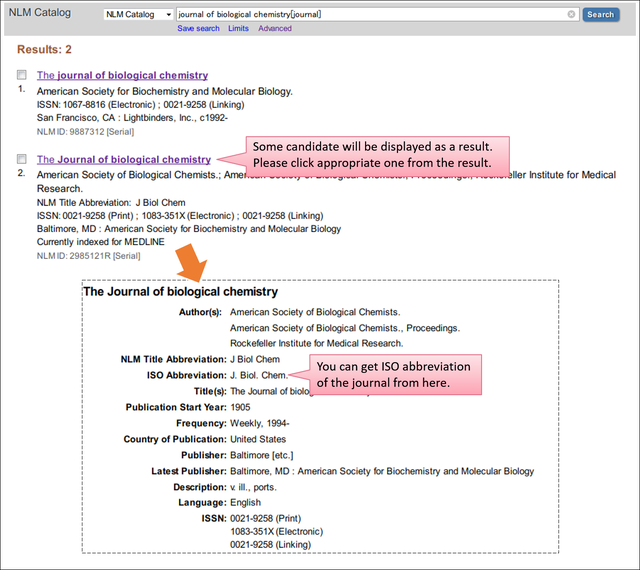 NLM Catalog
NLM Catalog
journal of biological chemistry[journal]
Search
Save search Limits Advanced
Results: 2
The journal of biological chemistry
1. American Society for Biochemistry and Molecular Biology.
ISSN: 1067-8816 (Electronic) ; 0021-9258 (Linking)
San Francisco, CA : Lightbinders, Inc., c1992-
NLM ID: 9887312 [Serial]
Some candidate will be displayed as a result.
Please click appropriate one from the result.
The Journal of biological chemistry
2. American Society of Biological Chemists.; American Society of Biological Chemists., Proceedings.; Rockefeller Institute for Medical
Research.
NLM Title Abbreviation: J Biol Chem
ISSN: 0021-9258 (Print) ; 1083-351X (Electronic) ; 0021-9258 (Linking)
Baltimore, MD : American Society for Biochemistry and Molecular Biology
Currently indexed for MEDLINE
NLM ID: 2985121R [Serial]
The Journal of biological chemistry
Author(s): American Society of Biological Chemists.
American Society of Biological Chemists., Proceedings.
Rockefeller Institute for Medical Research.
NLM Title Abbreviation: J Biol Chem
ISO Abbreviation: J. Biol. Chem.
You can get ISO abbreviation
of the journal from here.
Title(s): The Journal of
Publication Start Year: 1905
Frequency: Weekly, 1994-
Country of Publication: United States
Publisher: Baltimore [etc.]
Latest Publisher: Baltimore, MD : American Society for Biochemistry and Molecular Biology
Description: v. ill., ports.
Language: English
ISSN: 0021-9258 (Print)
1083-351X (Electronic)
0021-9258 (Linking)